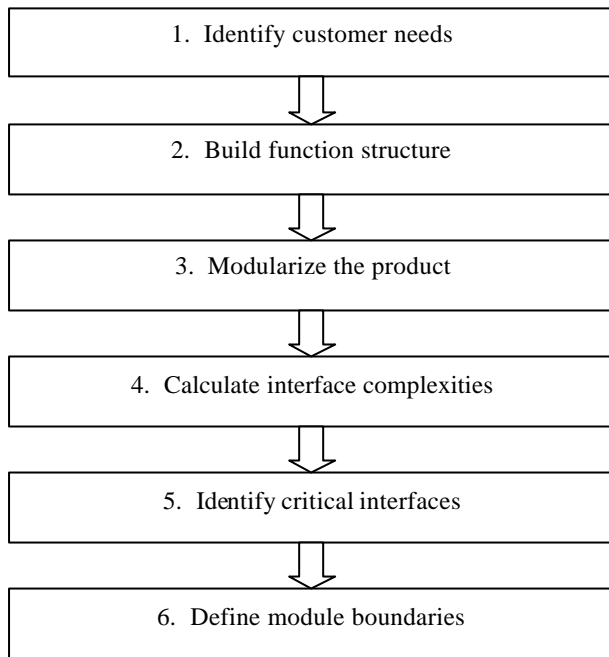 1. Identify customer needs
2. Build function structure
3. Modularize the product
4. Calculate interface complexities
5. Identify critical interfaces
6. Define module boundaries